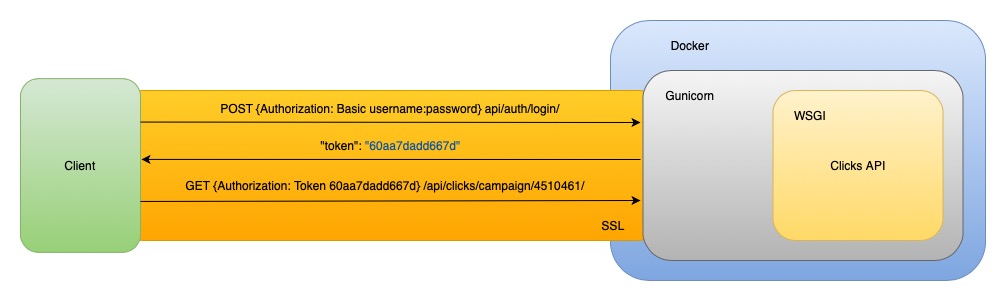 Docker
Gunicorn
POST {Authorization: Basic username:password} api/auth/login/
WSGI
"token": "60aa7dadd667d"
Client
Clicks API
GET {Authorization: Token 60aa7dadd667d} /api/clicks/campaign/4510461/
SSL